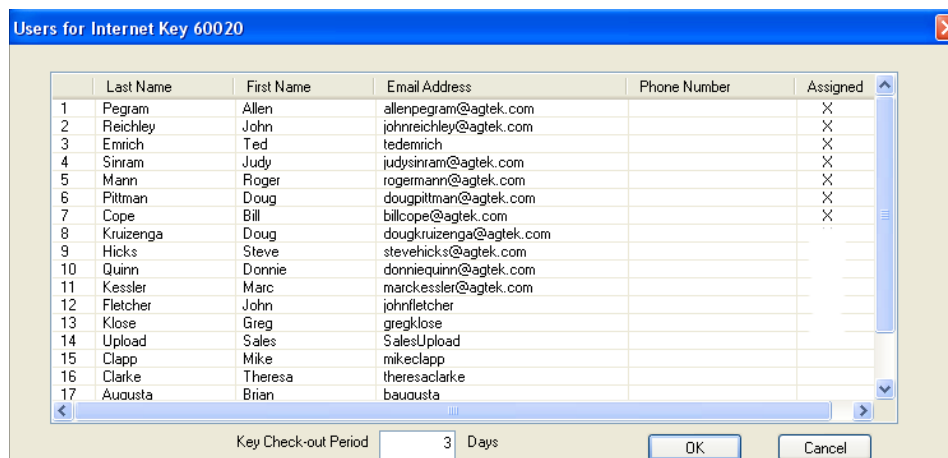 Users for Internet Key 60020
Last Name First Name Email Address Phone Number Assigned
1 Pegram Allen allenpegram@agtek.com X
2 Reichley John johnreichley@agtek.com X
3 Emrich Ted tedemrich X
4 Sinram Judy judysinram@agtek.com X
5 Mann Roger rogermann@agtek.com X
6 Pittman Doug dougpittman@agtek.com X
7 Cope Bill billcope@agtek.com X
8 Kruizenga Doug dougkruizenga@agtek.com
9 Hicks Steve stevehicks@agtek.com
10 Quinn Donnie donniequinn@agtek.com
11 Kessler Marc marckessler@agtek.com
12 Fletcher John johnfletcher
13 Klose Greg gregklose
14 Upload Sales SalesUpload
15 Clapp Mike mikeclapp
16 Clarke Theresa theresaclarke
17 Augusta Brian baugusta
Key Check-out Period 3 Days OK Cancel